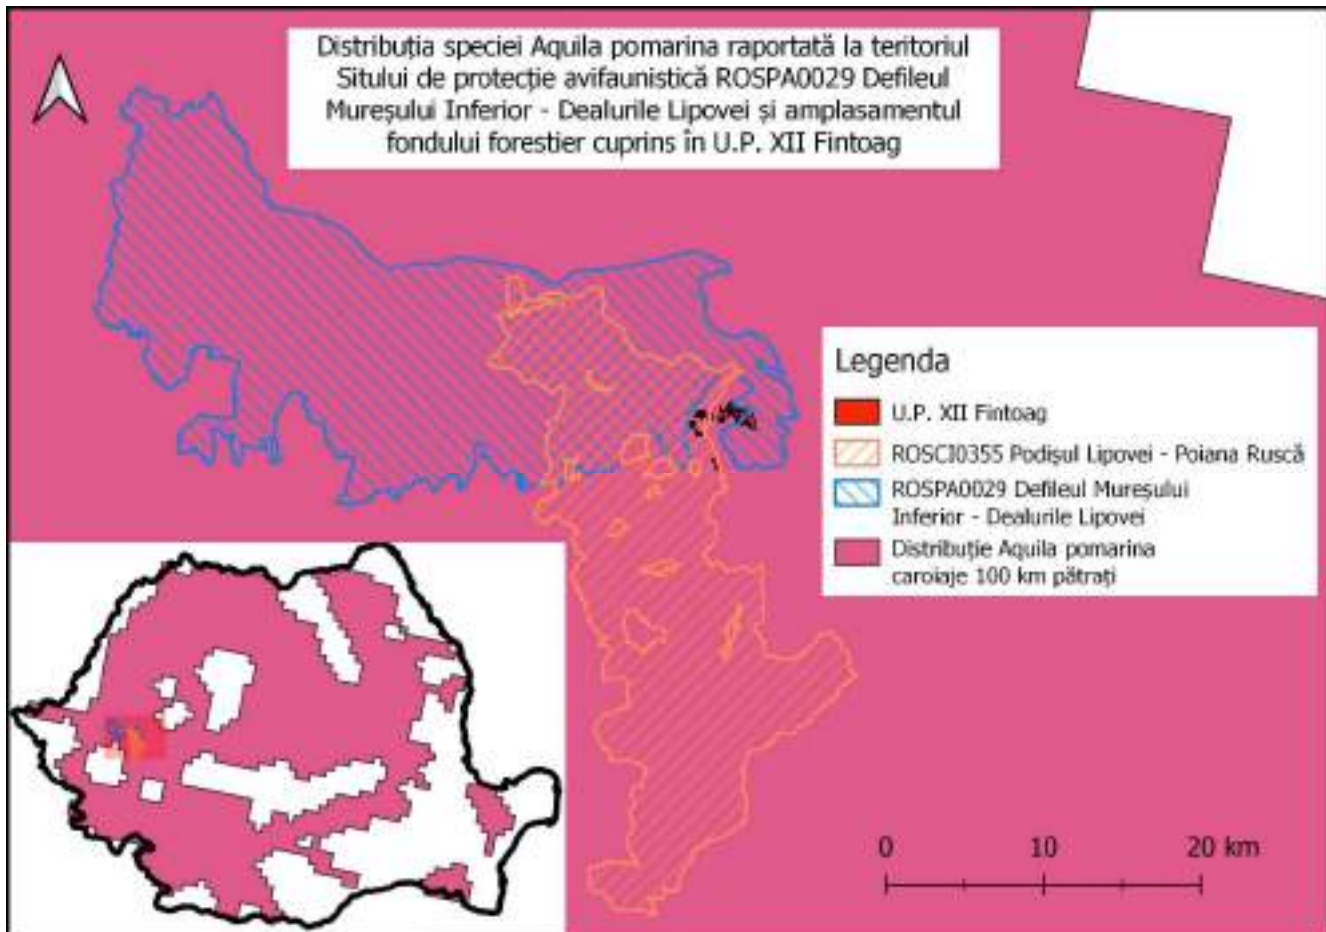 Distribuția speciei Aquila pomarina raportată la teritoriul
Sitului de protecție avifaunistică ROSPA0029 Defileul
Mureșului Inferior - Dealurile Lipovei și amplasamentul
fondului forestier cuprins în U.P. XII Fintoag
Legenda
U.P. XII Fintoag
ROSCI0355 Podișul Lipovei - Poiana Ruscă
ROSPA0029 Defileul Mureșului
Inferior - Dealurile Lipovei
Distribuție Aquila pomarina
caroiaje 100 km pătrați
0 10 20 km